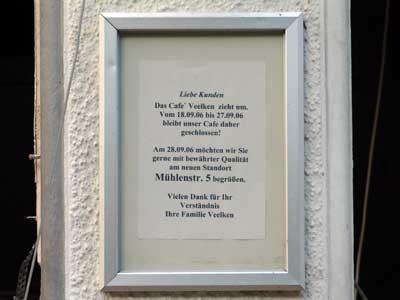 Liebe Kunden
Das Cafe´ Veelken zieht um.
Vom 18.09.06 bis 27.09.06
bleibt unser Cafe daher
geschlossen!
Am 28.09.06 möchten wir Sie
gerne mit bewährter Qualität
am neuen Standort
Mühlenstr. 5 begrüßen.
Vielen Dank für Ihr
Verständnis
Ihre Familie Veelken